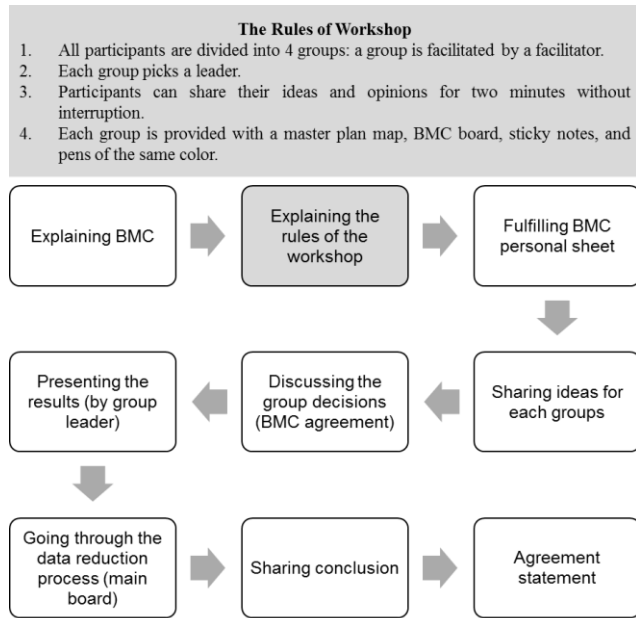 The Rules of Workshop
1. All participants are divided into 4 groups: a group is facilitated by a facilitator.
2. Each group picks a leader.
3. Participants can share their ideas and opinions for two minutes without
interruption.
4. Each group is provided with a master plan map, BMC board, sticky notes, and
pens of the same color.
Explaining BMC
Explaining the
rules of the
workshop
Fulfilling BMC
personal sheet
Sharing ideas for
each groups
Discussing the
group decisions
(BMC agreement)
Presenting the
results (by group
leader)
Going through the
data reduction
process (main
board)
Sharing conclusion
Agreement
statement